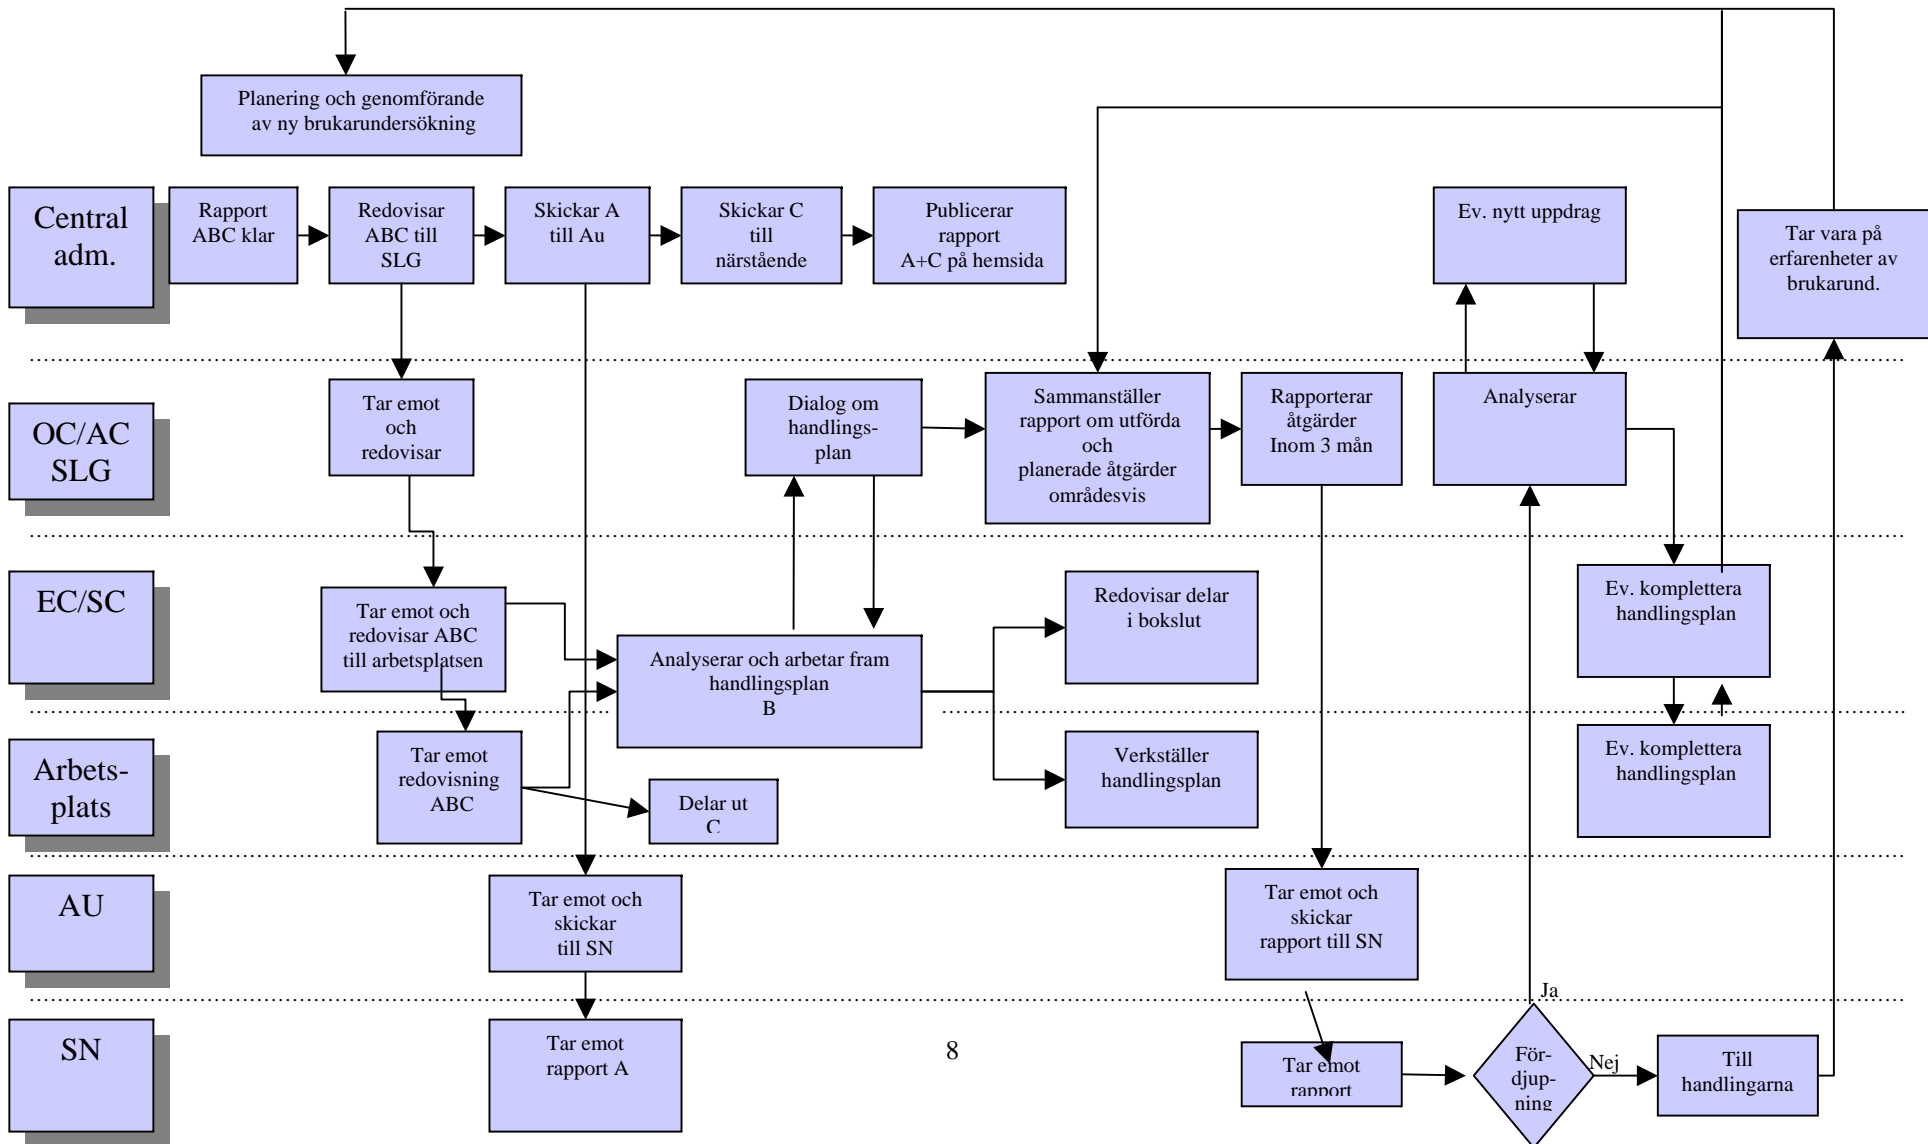 Planering och genomförande
av ny brukarundersökning
Central
adm.
Rapport
ABC klar
Redovisar
ABC till
SLG
Skickar A
till Au
Skickar C
till
närstående
Publicerar
rapport
A+C på hemsida
Ev. nytt uppdrag
Tar vara på
erfarenheter av
brukarund.
OC/AC
SLG
Tar emot
och
redovisar
Dialog om
handlings-
plan
Sammanställer
rapport om utförda
och
planerade åtgärder
områdesvis
Rapporterar
åtgärder
Inom 3 mån
Analyserar
EC/SC
Tar emot och
redovisar ABC
till arbetsplatsen
Analyserar och arbetar fram
handlingsplan
B
Redovisar delar
i bokslut
Ev. komplettera
handlingsplan
Arbets-
plats
Tar emot
redovisning
ABC
Delar ut
C
Verkställer
handlingsplan
Ev. komplettera
handlingsplan
AU
Tar emot och
skickar
till SN
Tar emot och
skickar
rapport till SN
SN
Tar emot
rapport A
8
Tar emot
rapport
Ja
För-
djup-
ning
Nej
Till
handlingarna